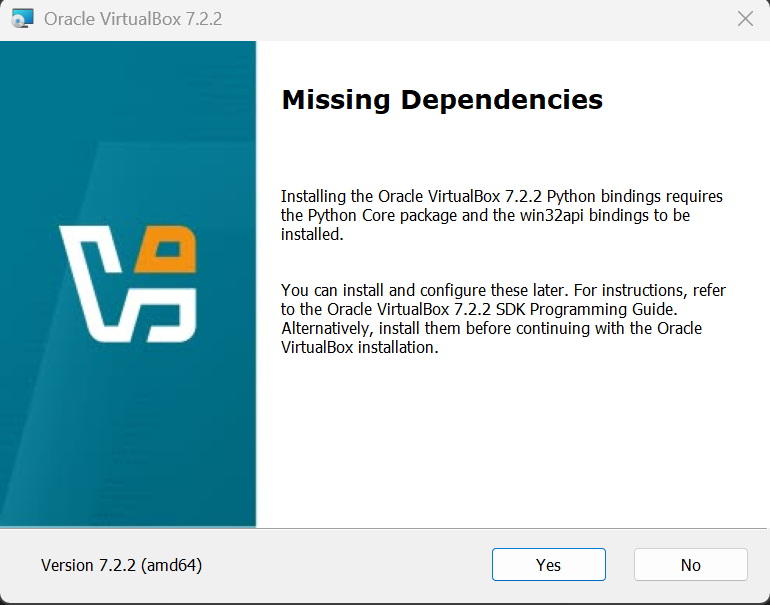 Oracle VirtualBox 7.2.2
Missing Dependencies
Installing the Oracle VirtualBox 7.2.2 Python bindings requires
the Python Core package and the win32api bindings to be
installed.
You can install and configure these later. For instructions, refer
to the Oracle VirtualBox 7.2.2 SDK Programming Guide.
Alternatively, install them before continuing with the Oracle
VirtualBox installation.
Version 7.2.2 (amd64)
Yes
No